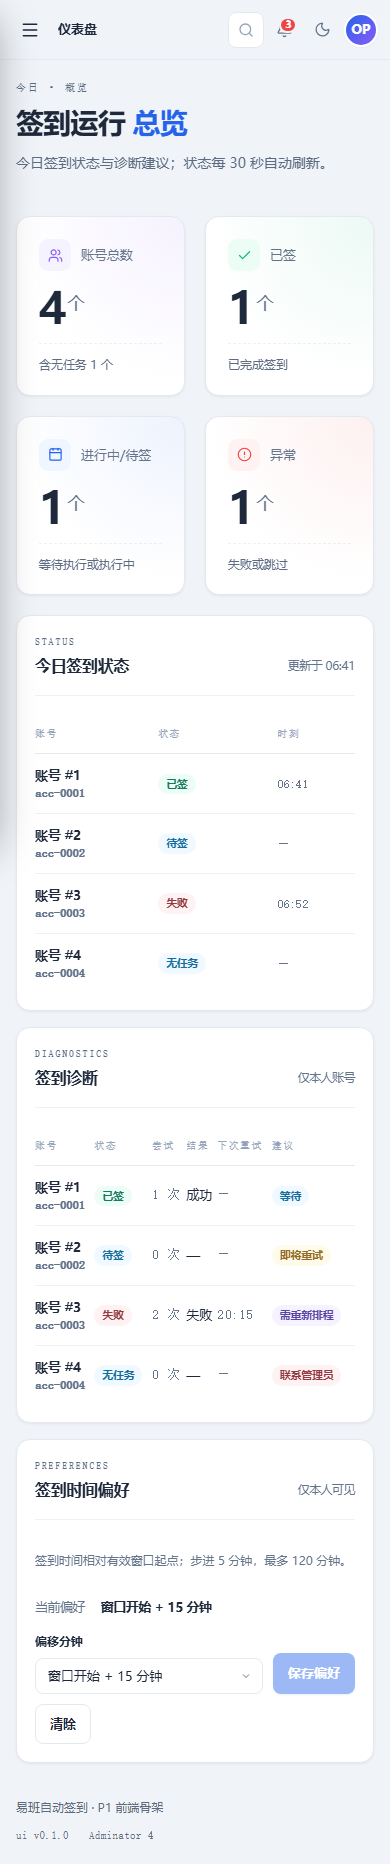 仪表盘
3
OP
今日 • 概览
签到运行 总览
今日签到状态与诊断建议；状态每 30 秒自动刷新。
账号总数
4个
含无任务 1 个
已签
1个
已完成签到
进行中/待签
1个
等待执行或执行中
异常
1个
失败或跳过
STATUS
今日签到状态
更新于 06:41
账号 状态 时刻
账号 #1
acc-0001
已签 06:41
账号 #2
acc-0002
待签 —
账号 #3
acc-0003
失败 06:52
账号 #4
acc-0004
无任务 —
DIAGNOSTICS
签到诊断
仅本人账号
账号 状态 尝试 结果 下次重试 建议
账号 #1
acc-0001
已签 1 次 成功 — 等待
账号 #2
acc-0002
待签 0 次 — — 即将重试
账号 #3
acc-0003
失败 2 次 失败 20:15 需重新排程
账号 #4
acc-0004
无任务 0 次 — — 联系管理员
PREFERENCES
签到时间偏好
仅本人可见
签到时间相对有效窗口起点；步进 5 分钟，最多 120 分钟。
当前偏好 窗口开始 + 15 分钟
偏移分钟
窗口开始 + 15 分钟
保存偏好
清除
易班自动签到 · P1 前端骨架
ui v0.1.0 Adminator 4